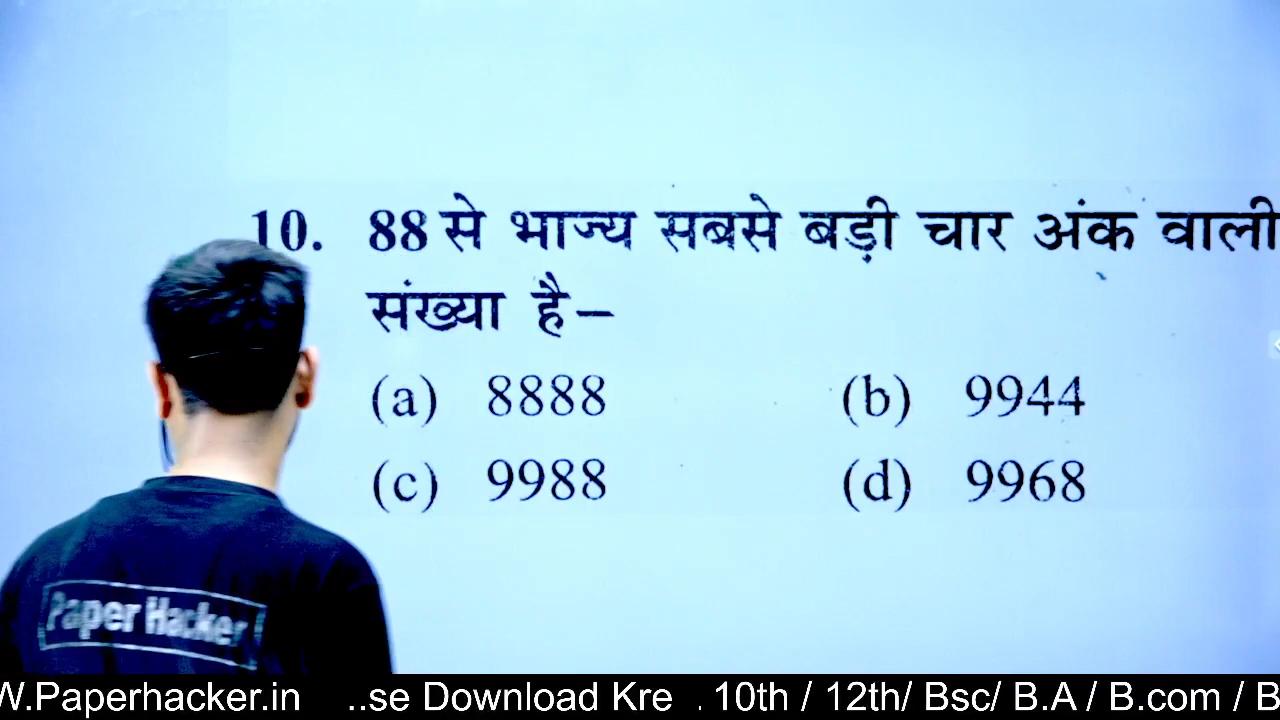 10. 88 से भाज्य सबसे बड़ी चार अंक वाली
संख्या है–
(a) 8888 (b) 9944
(c) 9988 (d) 9968
Paper Hacker
W.Paperhacker.in ..se Download Kre . 10th / 12th/ Bsc/ B.A / B.com / B